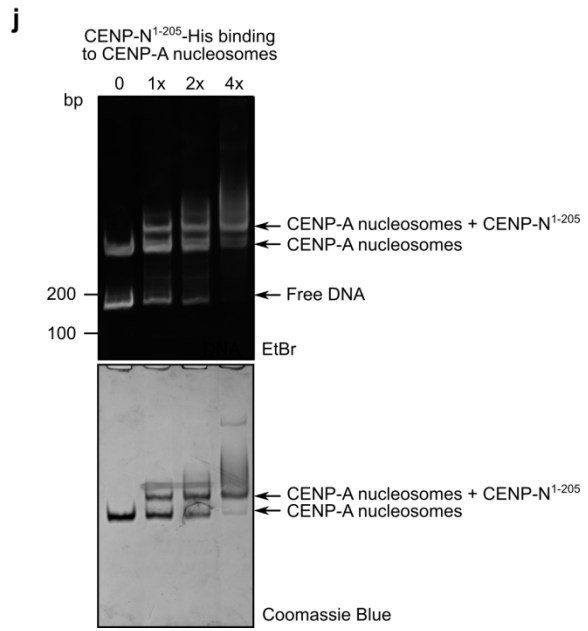 j
CENP-N¹⁻²⁰⁵-His binding
to CENP-A nucleosomes
0 1x 2x 4x
bp
CENP-A nucleosomes + CENP-N¹⁻²⁰⁵
CENP-A nucleosomes
200
Free DNA
100
EtBr
CENP-A nucleosomes + CENP-N¹⁻²⁰⁵
CENP-A nucleosomes
Coomassie Blue